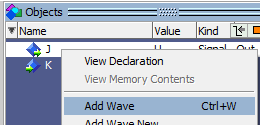 Objects
Name Value Kind
J U Signal Out
K
View Declaration
View Memory Contents
Add Wave Ctrl+W
Add Wave New